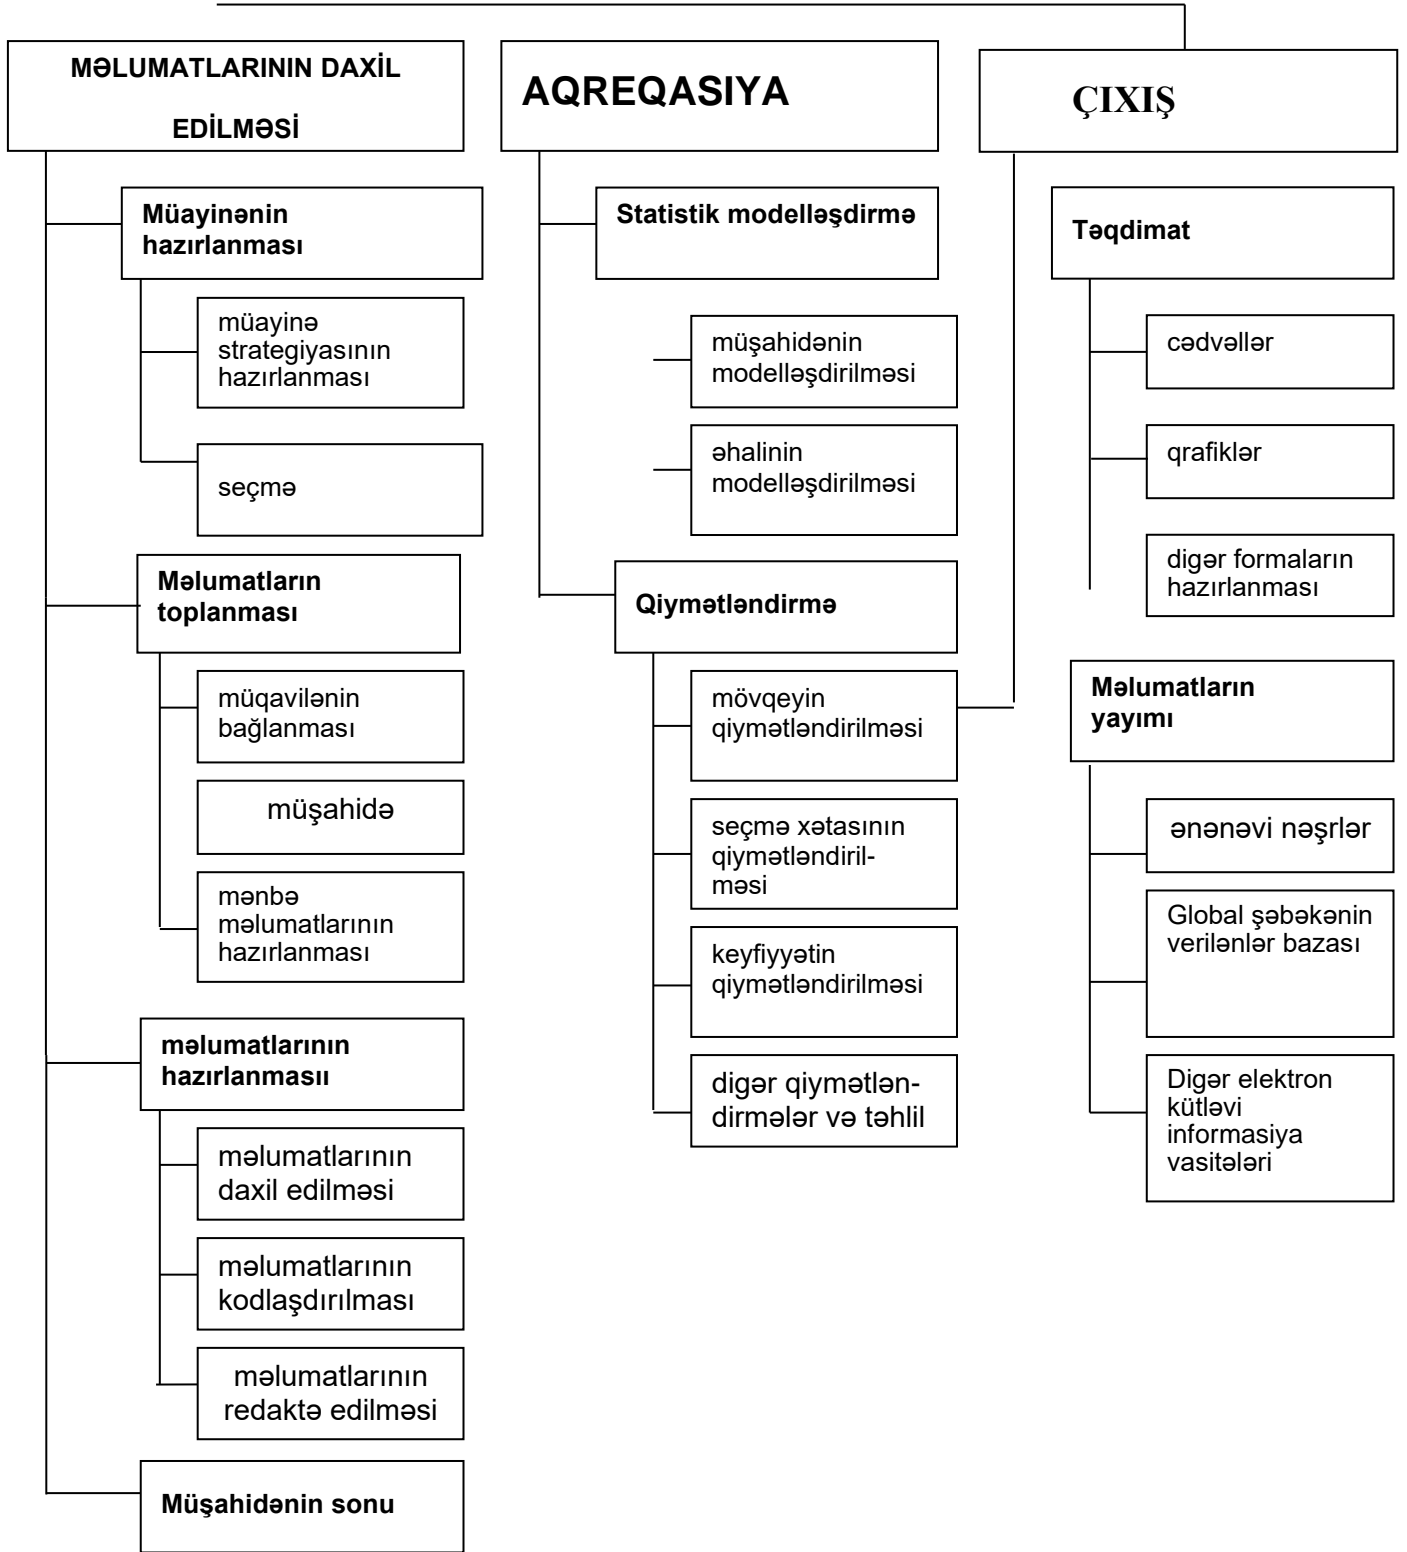 MƏLUMATLARININ DAXİL
EDİLMƏSİ
Müayinənin
hazırlanması
müayinə
strategiyasının
hazırlanması
seçmə
Məlumatların
toplanması
müqavilənin
bağlanması
müşahidə
mənbə
məlumatlarının
hazırlanması
məlumatlarının
hazırlanmasıı
məlumatlarının
daxil edilməsi
məlumatlarının
kodlaşdırılması
məlumatlarının
redaktə edilməsi
Müşahidənin sonu
AQREQASIYA
Statistik modelləşdirmə
müşahidənin
modelləşdirilməsi
əhalinin
modelləşdirilməsi
Qiymətləndirmə
mövqeyin
qiymətləndirilməsi
seçmə xətasının
qiymətləndiril-
məsi
keyfiyyətin
qiymətləndirilməsi
digər qiymətlən-
dirmələr və təhlil
ÇIXIŞ
Təqdimat
cədvəllər
qrafiklər
digər formaların
hazırlanması
Məlumatların
yayımı
ənənəvi nəşrlər
Global şəbəkənin
verilənlər bazası
Digər elektron
kütləvi
informasiya
vasitələri